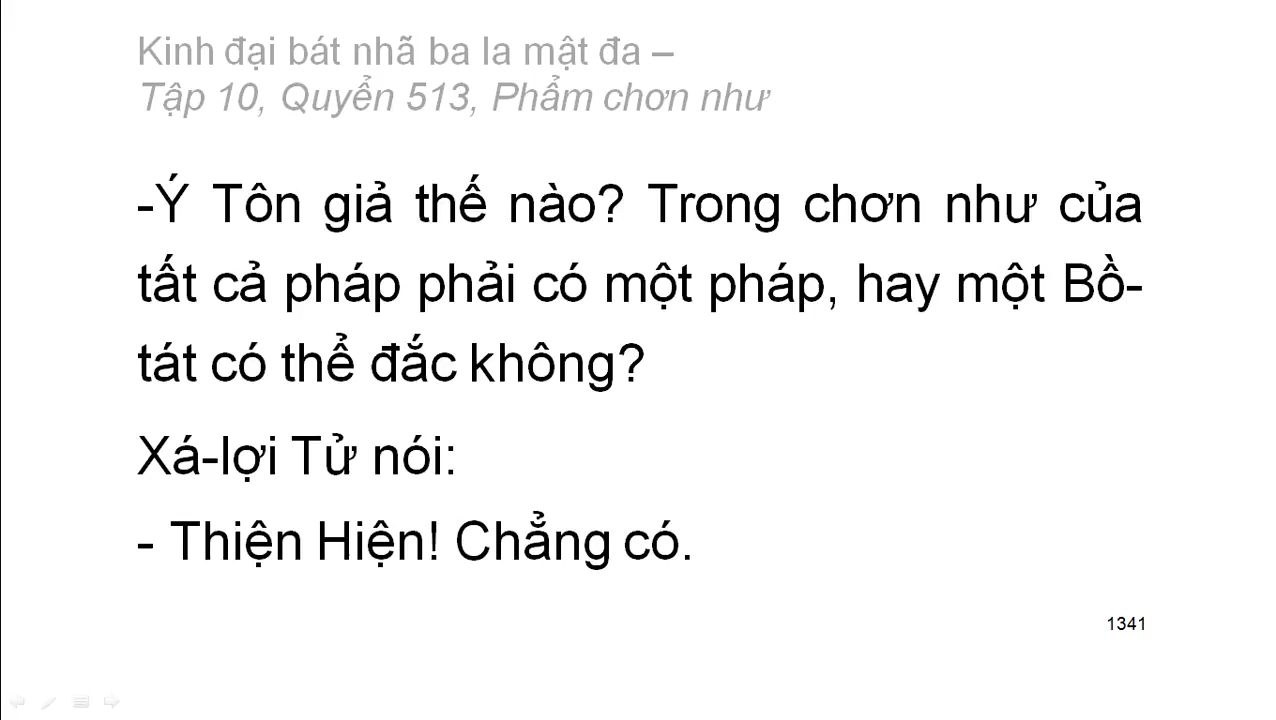 Kinh đại bát nhã ba la mật đa –
Tập 10, Quyển 513, Phẩm chơn như
-Ý Tôn giả thế nào? Trong chơn như của
tất cả pháp phải có một pháp, hay một Bồ-
tát có thể đắc không?
Xá-lợi Tử nói:
- Thiện Hiện! Chẳng có.
1341